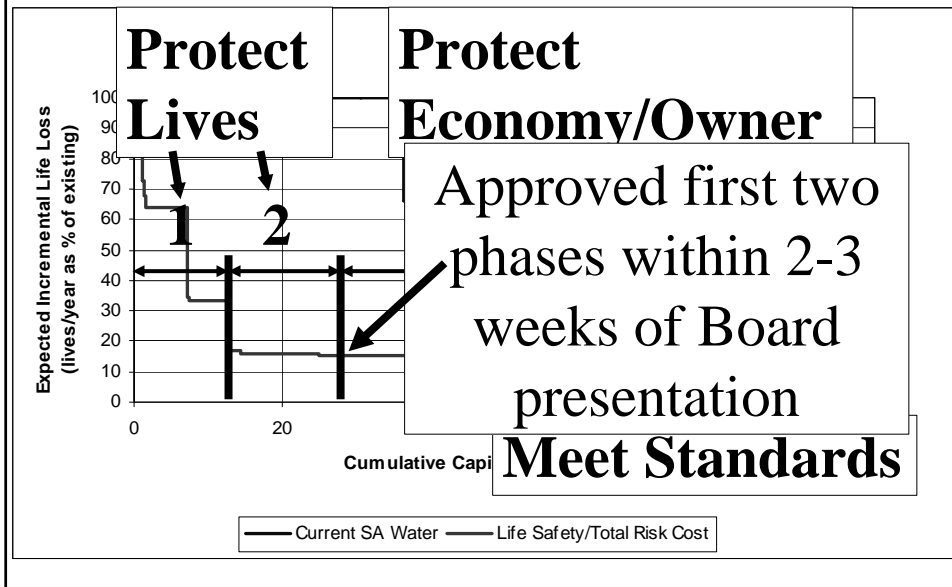 Protect
Lives
Protect
Economy/Owner
Approved first two
phases within 2-3
weeks of Board
presentation
Meet Standards
1
2
Expected Incremental Life Loss
(lives/year as % of existing)
100
90
80
70
60
50
40
30
20
10
0
0
20
Cumulative Capi
Current SA Water
Life Safety/Total Risk Cost